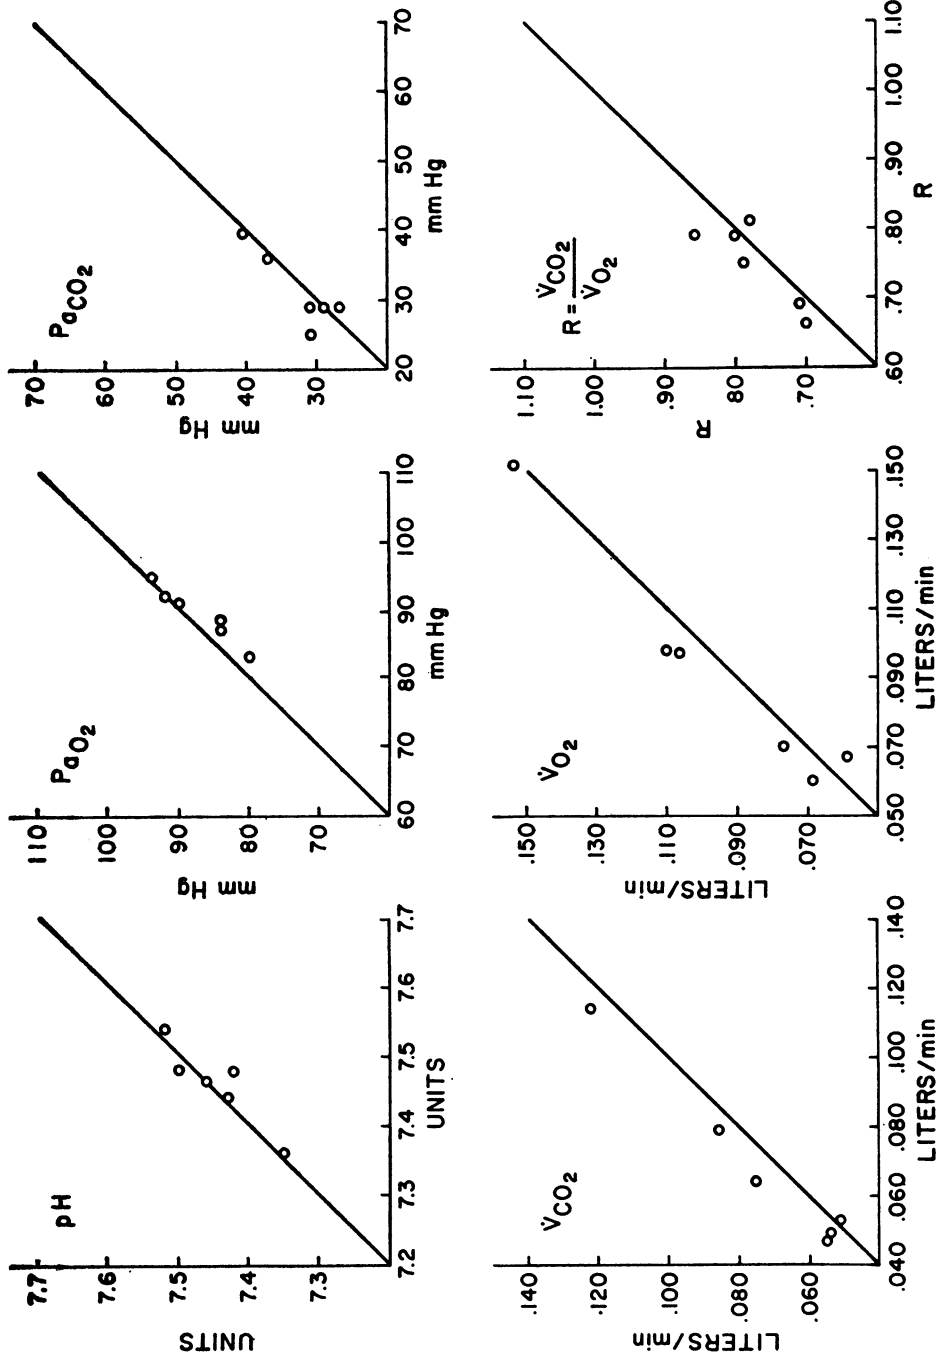 pH
7.7
7.6
7.5
7.4
7.3
UNITS
7.2 7.3 7.4 7.5 7.6 7.7
UNITS
PaO2
110
100
90
80
70
mm Hg
60 70 80 90 100 110
mm Hg
PaCO2
70
60
50
40
30
mm Hg
20 30 40 50 60 70
mm Hg
V̇CO2
.140
.120
.100
.080
.060
LITERS/min
.040 .060 .080 .100 .120 .140
LITERS/min
V̇O2
.150
.130
.110
.090
.070
LITERS/min
.050 .070 .090 .110 .130 .150
LITERS/min
R = V̇CO2
V̇O2
1.10
1.00
.90
.80
.70
R
.60 .70 .80 .90 1.00 1.10
R